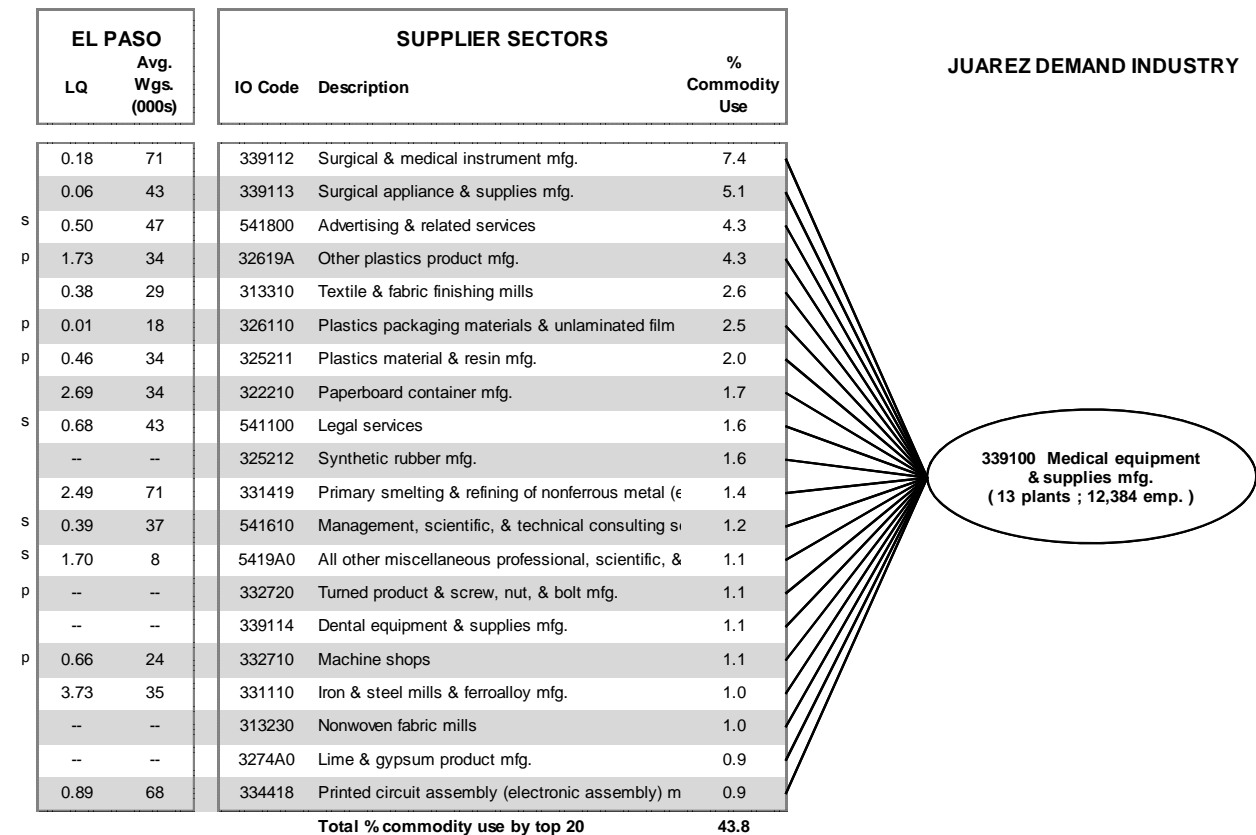 EL PASO
SUPPLIER SECTORS
JUAREZ DEMAND INDUSTRY
LQ Avg. Wgs. (000s) IO Code Description % Commodity Use
0.18 71 339112 Surgical & medical instrument mfg. 7.4
0.06 43 339113 Surgical appliance & supplies mfg. 5.1
s 0.50 47 541800 Advertising & related services 4.3
p 1.73 34 32619A Other plastics product mfg. 4.3
0.38 29 313310 Textile & fabric finishing mills 2.6
p 0.01 18 326110 Plastics packaging materials & unlaminated film 2.5
p 0.46 34 325211 Plastics material & resin mfg. 2.0
2.69 34 322210 Paperboard container mfg. 1.7
s 0.68 43 541100 Legal services 1.6
-- -- 325212 Synthetic rubber mfg. 1.6
2.49 71 331419 Primary smelting & refining of nonferrous metal (e 1.4
s 0.39 37 541610 Management, scientific, & technical consulting se 1.2
s 1.70 8 5419A0 All other miscellaneous professional, scientific, & 1.1
p -- -- 332720 Turned product & screw, nut, & bolt mfg. 1.1
-- -- 339114 Dental equipment & supplies mfg. 1.1
p 0.66 24 332710 Machine shops 1.1
3.73 35 331110 Iron & steel mills & ferroalloy mfg. 1.0
-- -- 313230 Nonwoven fabric mills 1.0
-- -- 3274A0 Lime & gypsum product mfg. 0.9
0.89 68 334418 Printed circuit assembly (electronic assembly) m 0.9
Total % commodity use by top 20 43.8
339100 Medical equipment
& supplies mfg.
( 13 plants ; 12,384 emp. )